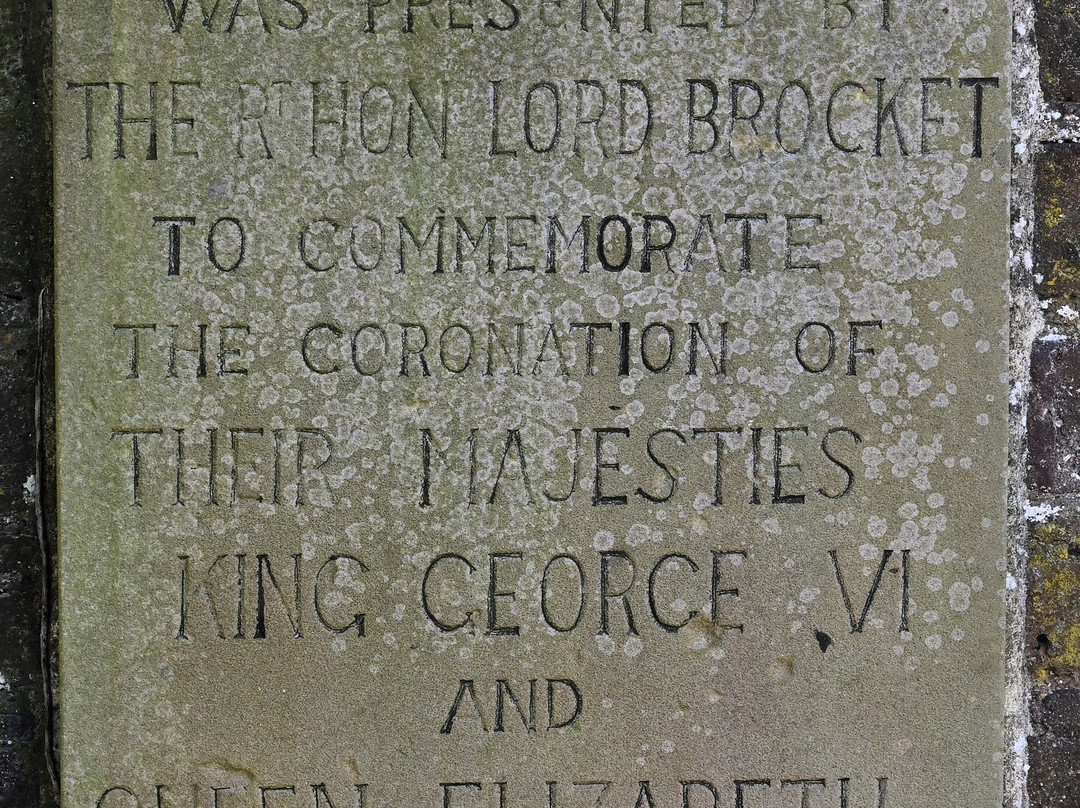 WAS PRESENTED BY
THE RT HON LORD BROCKET
TO COMMEMORATE
THE CORONATION OF
THEIR MAJESTIES
KING GEORGE VI
AND
QUEEN ELIZABETH